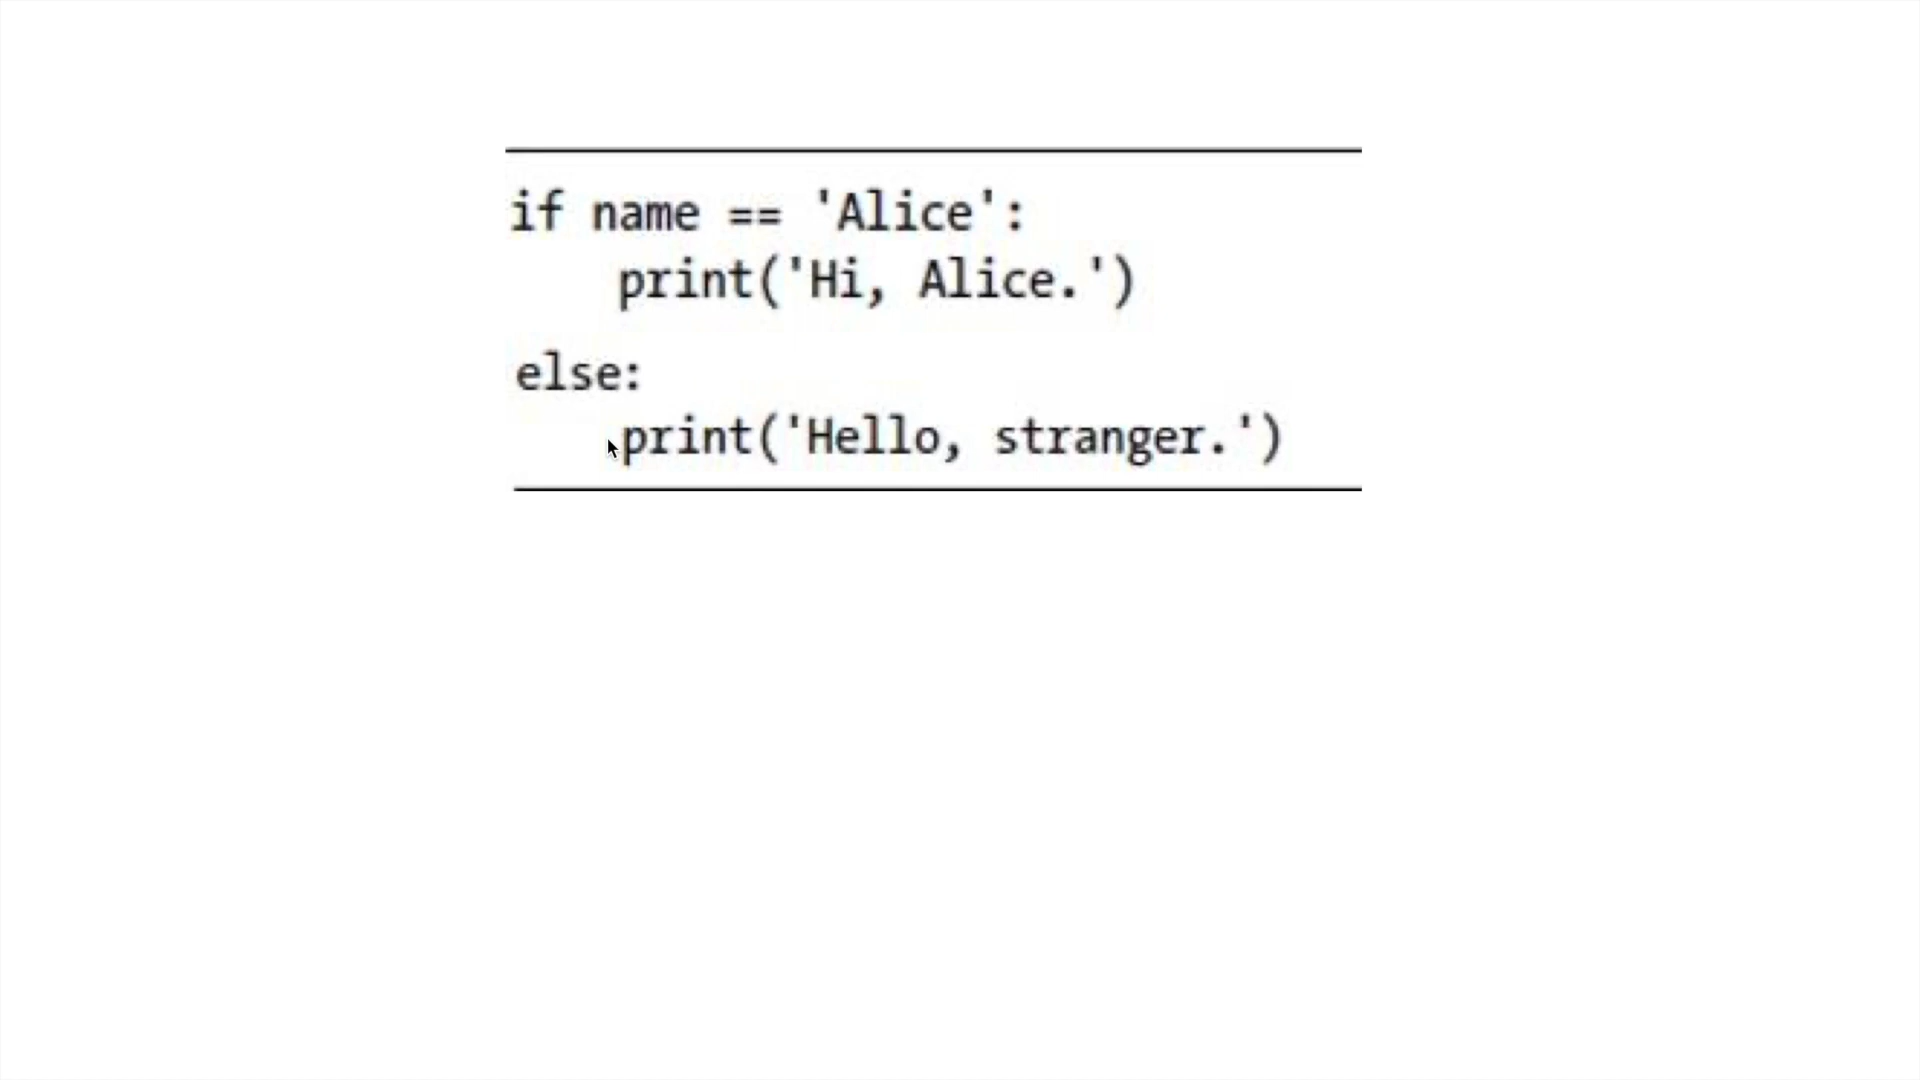 if name == 'Alice':
    print('Hi, Alice.')
else:
    print('Hello, stranger.')